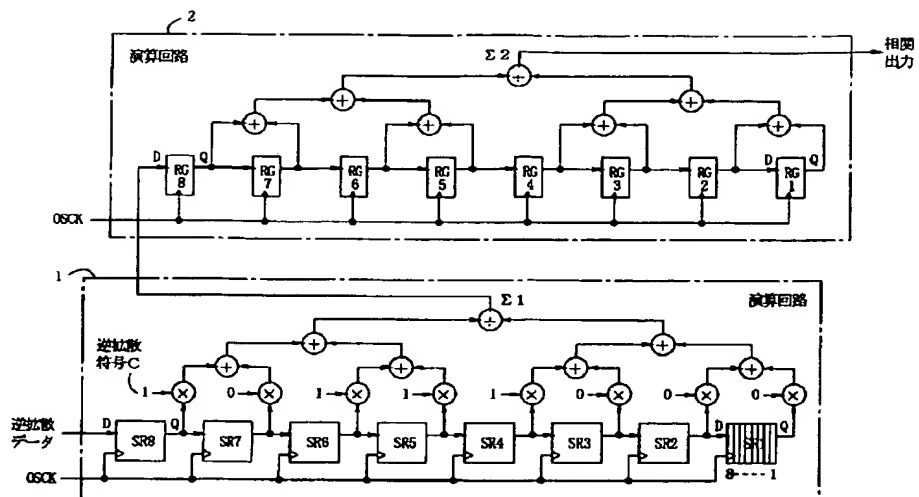 2
演算回路
Σ2
相関
出力
D
Q
RG
8
RG
7
RG
6
RG
5
RG
4
RG
3
RG
2
D
Q
RG
1
OSCK
1
Σ1
演算回路
逆拡散
符号C
1
0
1
1
1
0
0
0
逆拡散
データ
D
Q
SR8
SR7
SR6
SR5
SR4
SR3
SR2
D
Q
SR1
OSCK
8----1